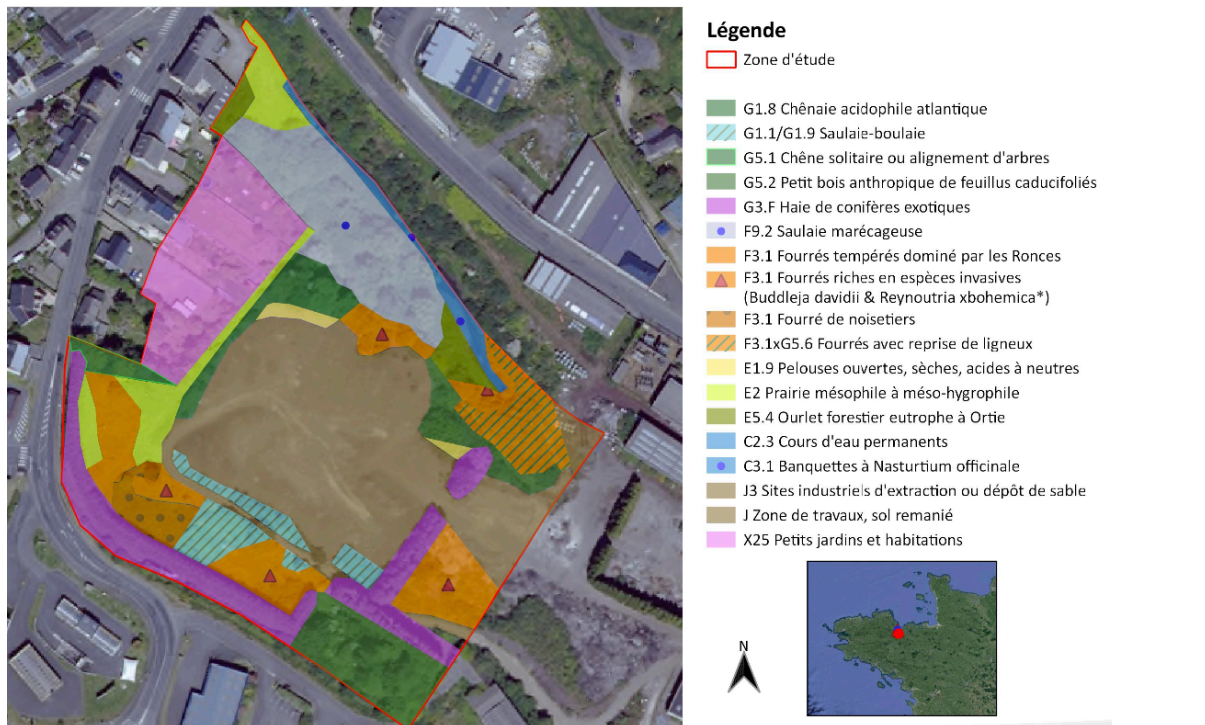 Légende
Zone d'étude
G1.8 Chênaie acidophile atlantique
G1.1/G1.9 Saulaie-boulaie
G5.1 Chêne solitaire ou alignement d'arbres
G5.2 Petit bois anthropique de feuillus caducifoliés
G3.F Haie de conifères exotiques
F9.2 Saulaie marécageuse
F3.1 Fourrés tempérés dominé par les Ronces
F3.1 Fourrés riches en espèces invasives
(Buddleja davidii & Reynoutria xbohemica*)
F3.1 Fourré de noisetiers
F3.1xG5.6 Fourrés avec reprise de ligneux
E1.9 Pelouses ouvertes, sèches, acides à neutres
E2 Prairie mésophile à méso-hygrophile
E5.4 Ourlet forestier eutrophe à Ortie
C2.3 Cours d'eau permanents
C3.1 Banquettes à Nasturtium officinale
J3 Sites industriels d'extraction ou dépôt de sable
J Zone de travaux, sol remanié
X25 Petits jardins et habitations
N